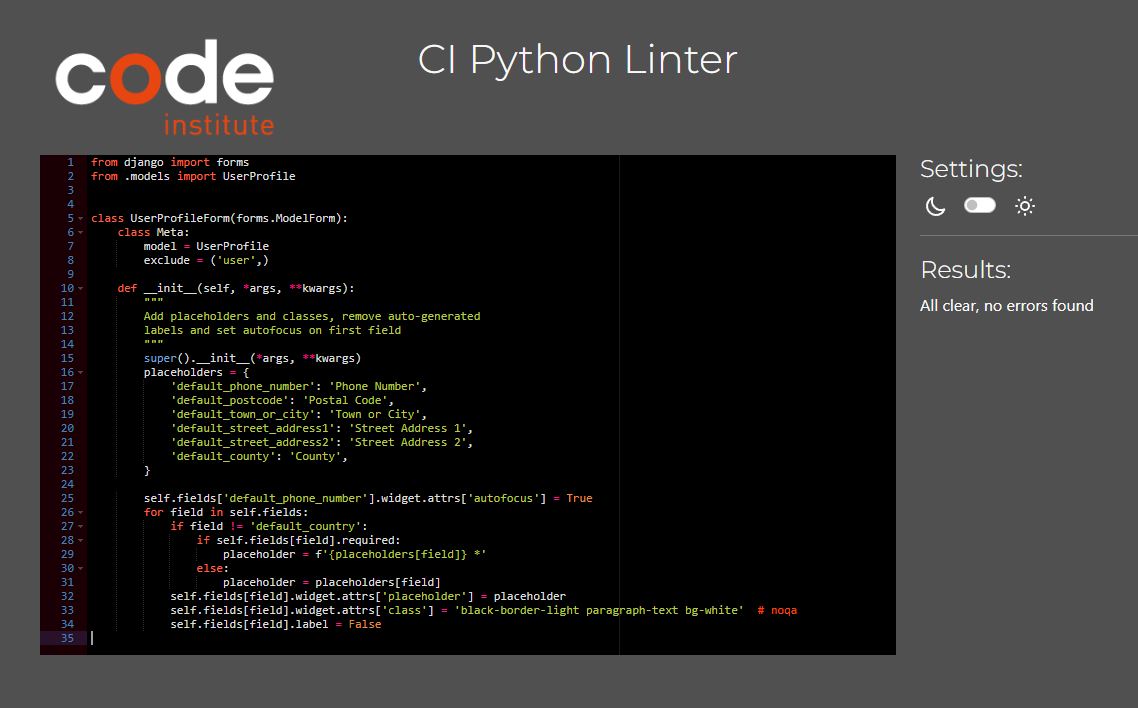 code
institute
CI Python Linter
1 from django import forms
2 from .models import UserProfile
3
4
5 class UserProfileForm(forms.ModelForm):
6     class Meta:
7         model = UserProfile
8         exclude = ('user',)
9
10     def __init__(self, *args, **kwargs):
11         """
12         Add placeholders and classes, remove auto-generated
13         labels and set autofocus on first field
14         """
15         super().__init__(*args, **kwargs)
16         placeholders = {
17             'default_phone_number': 'Phone Number',
18             'default_postcode': 'Postal Code',
19             'default_town_or_city': 'Town or City',
20             'default_street_address1': 'Street Address 1',
21             'default_street_address2': 'Street Address 2',
22             'default_county': 'County',
23         }
24
25         self.fields['default_phone_number'].widget.attrs['autofocus'] = True
26         for field in self.fields:
27             if field != 'default_country':
28                 if self.fields[field].required:
29                     placeholder = f'{placeholders[field]} *'
30                 else:
31                     placeholder = placeholders[field]
32             self.fields[field].widget.attrs['placeholder'] = placeholder
33             self.fields[field].widget.attrs['class'] = 'black-border-light paragraph-text bg-white'  # noqa
34             self.fields[field].label = False
35
Settings:
Results:
All clear, no errors found